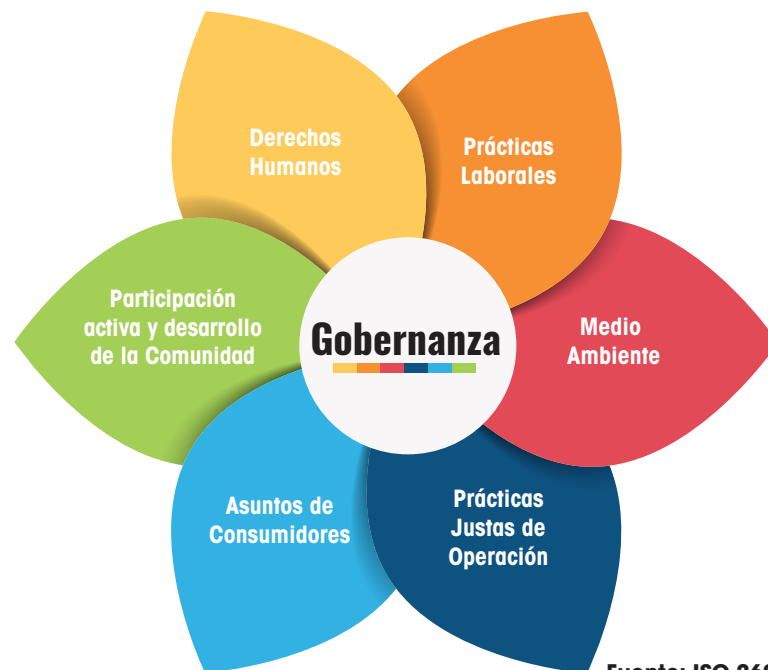 Derechos
Humanos
Prácticas
Laborales
Participación
activa y desarrollo
de la Comunidad
Gobernanza
Medio
Ambiente
Asuntos de
Consumidores
Prácticas
Justas de
Operación
Fuente: ISO